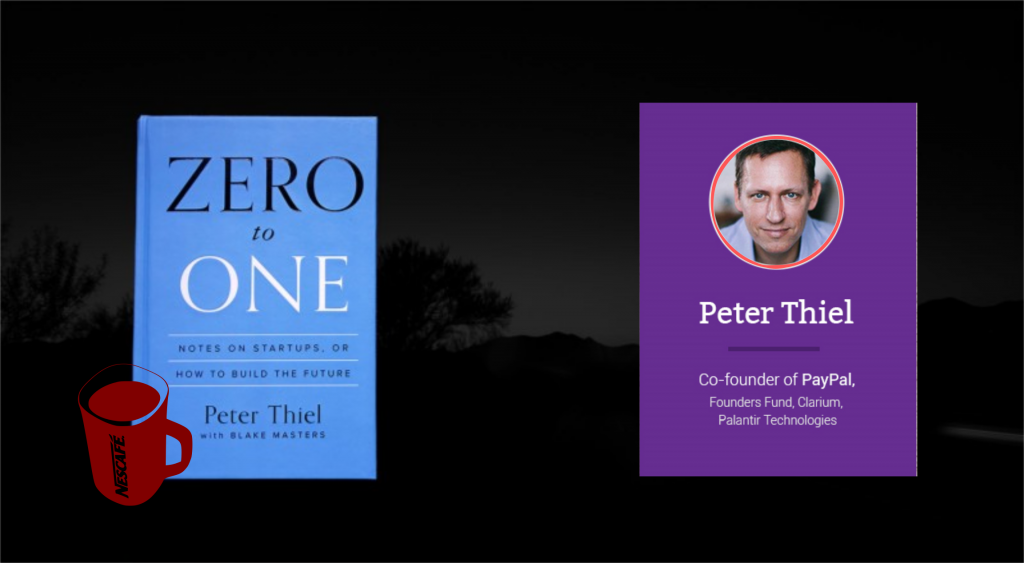 ZERO
to
ONE
NOTES ON STARTUPS, OR
HOW TO BUILD THE FUTURE
Peter Thiel
with BLAKE MASTERS
NESCAFÉ
Peter Thiel
Co-founder of PayPal,
Founders Fund, Clarium,
Palantir Technologies